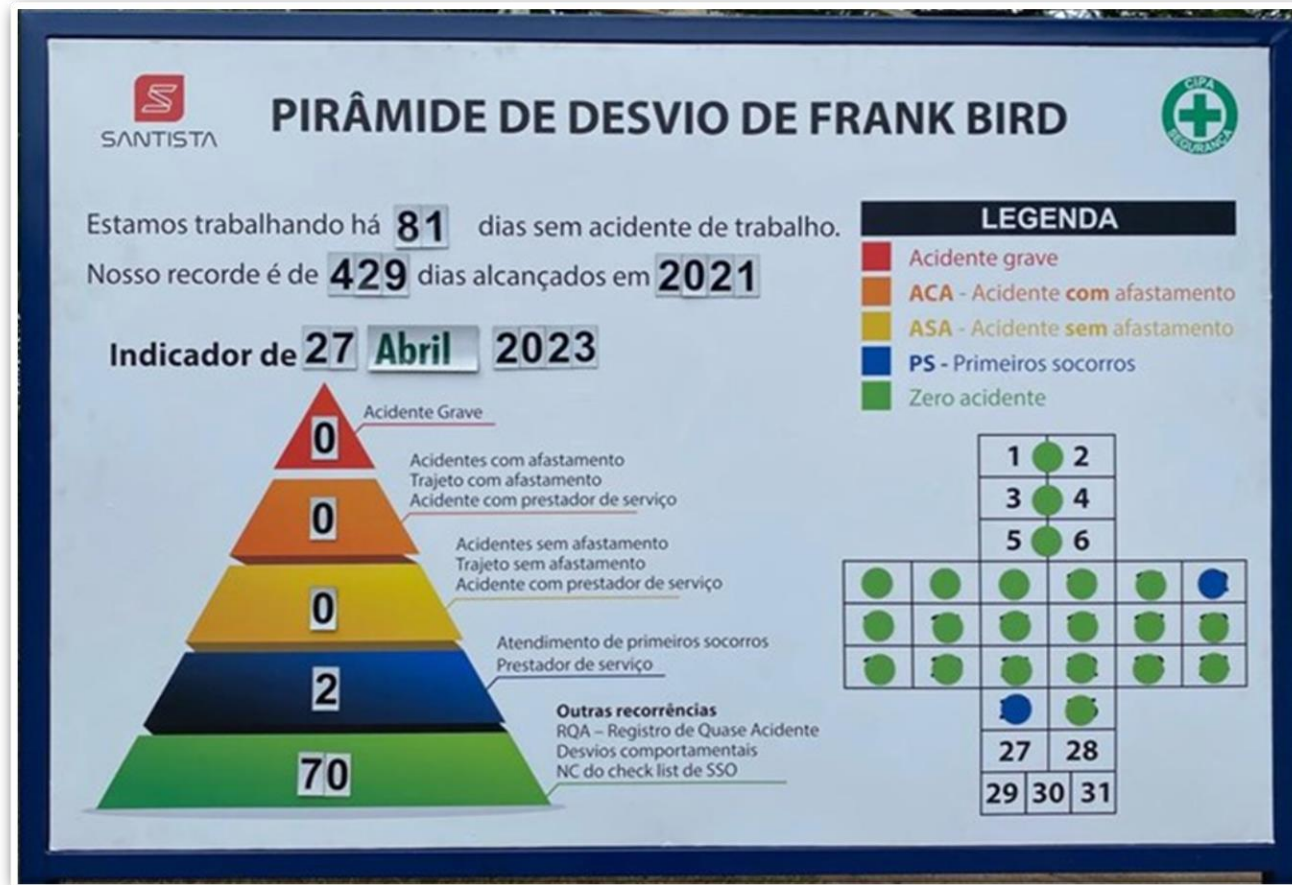 SANTISTA
PIRÂMIDE DE DESVIO DE FRANK BIRD
CIPA
SEGURANÇA
Estamos trabalhando há 81 dias sem acidente de trabalho.
Nosso recorde é de 429 dias alcançados em 2021
Indicador de 27 Abril 2023
0
Acidente Grave
0
Acidentes com afastamento
Trajeto com afastamento
Acidente com prestador de serviço
0
Acidentes sem afastamento
Trajeto sem afastamento
Acidente com prestador de serviço
2
Atendimento de primeiros socorros
Prestador de serviço
70
Outras recorrências
RQA – Registro de Quase Acidente
Desvios comportamentais
NC do check list de SSO
LEGENDA
Acidente grave
ACA - Acidente com afastamento
ASA - Acidente sem afastamento
PS - Primeiros socorros
Zero acidente
1 2
3 4
5 6
27 28
29 30 31